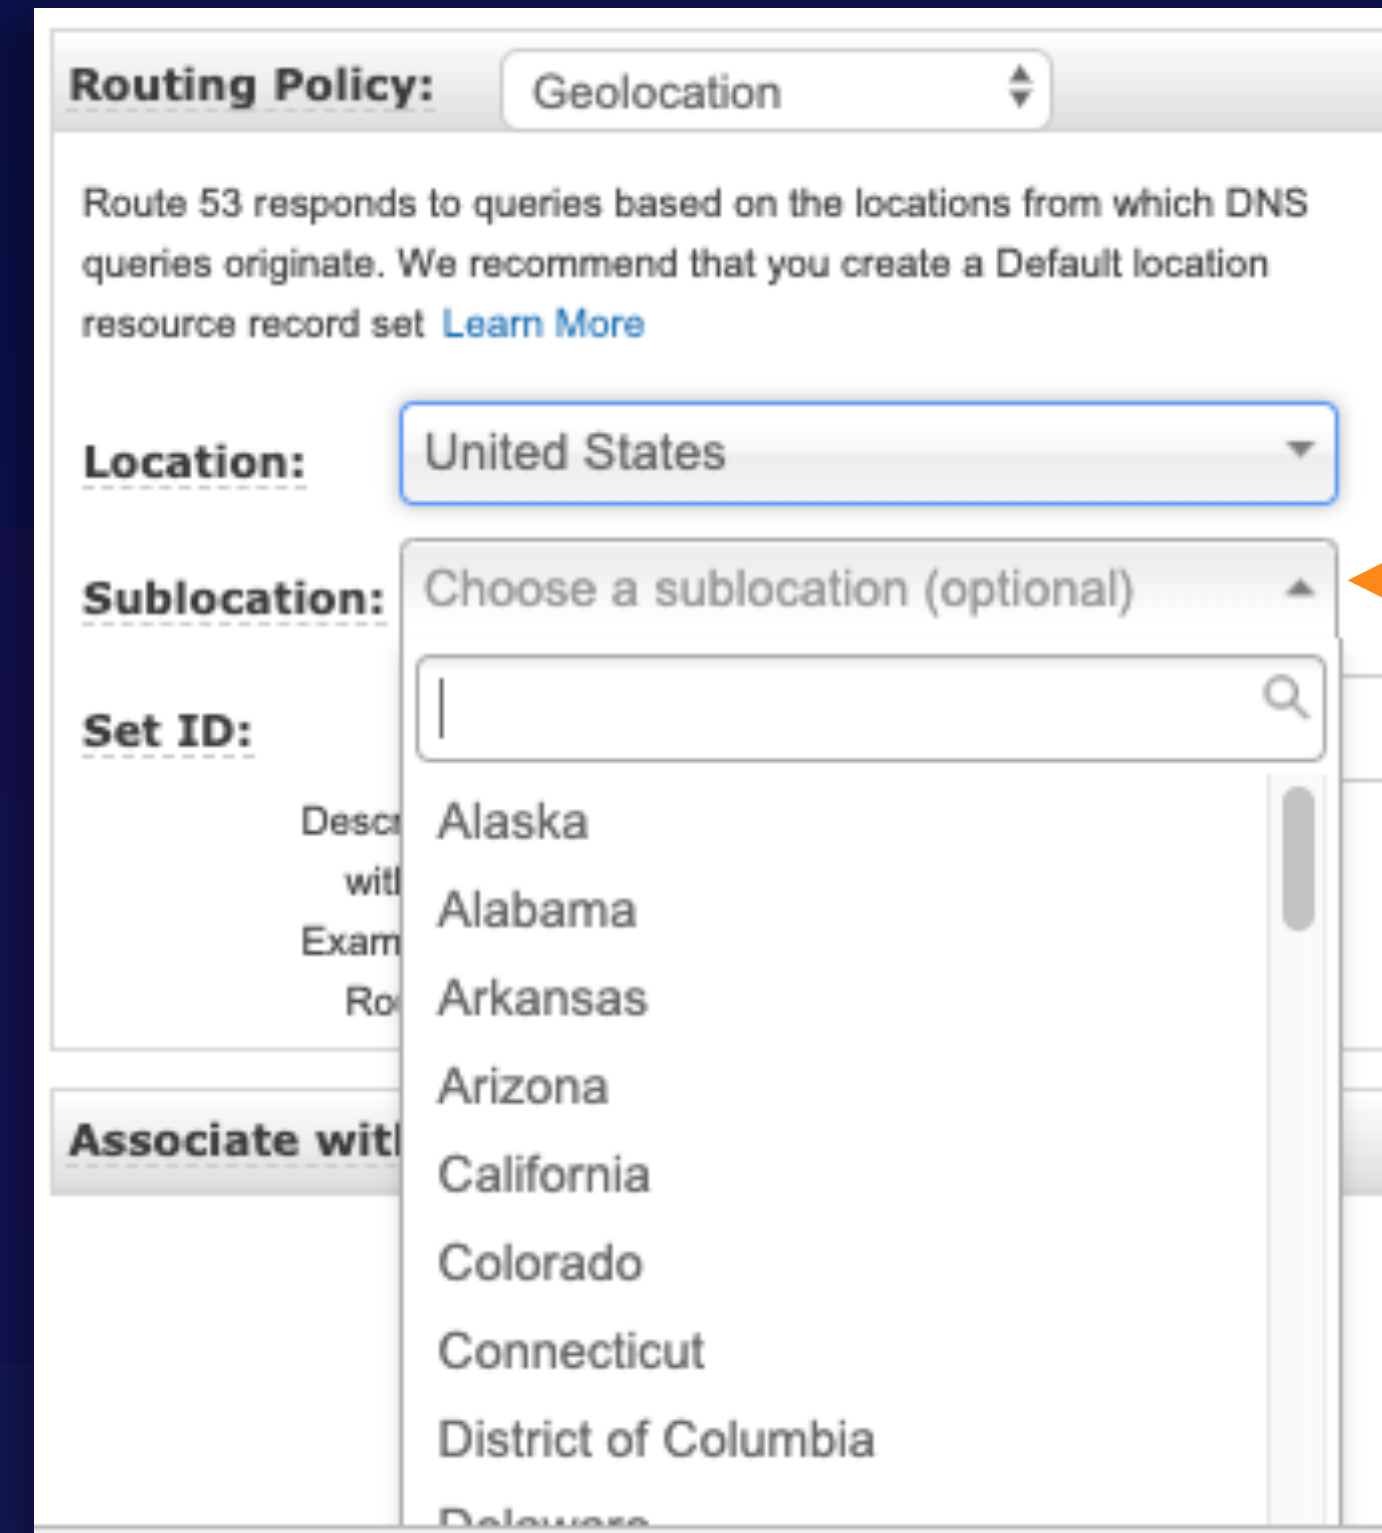 Routing Policy: Geolocation
Route 53 responds to queries based on the locations from which DNS
queries originate. We recommend that you create a Default location
resource record set Learn More
Location: United States
Sublocation: Choose a sublocation (optional)
Set ID:
Alaska
Alabama
Arkansas
Arizona
California
Colorado
Connecticut
District of Columbia
Associate